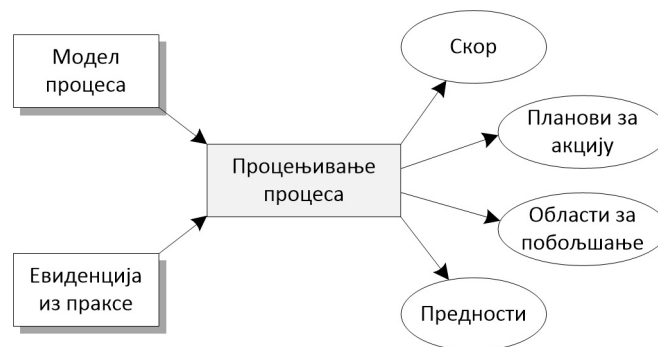 Модел
процеса
Скор
Планови за
акцију
Процењивање
процеса
Области за
побољшање
Евиденција
из праксе
Предности